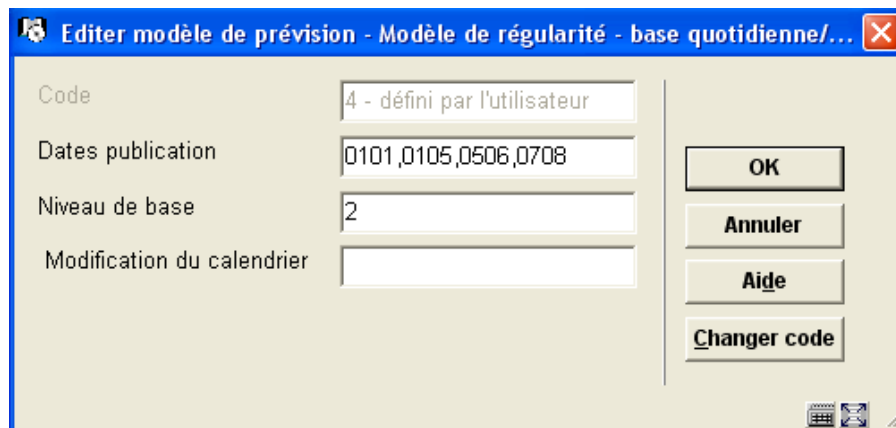 Editer modèle de prévision - Modèle de régularité - base quotidienne/...
Code
4 - défini par l'utilisateur
Dates publication
0101,0105,0506,0708
Niveau de base
2
Modification du calendrier
OK
Annuler
Aide
Changer code